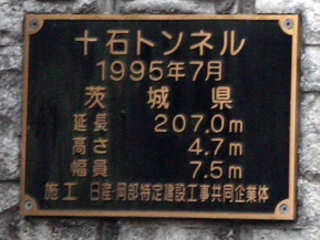 十石トンネル
1995年7月
茨城県
延長 207.0m
高さ 4.7m
幅員 7.5m
施工 日産・阿部特定建設工事共同企業体